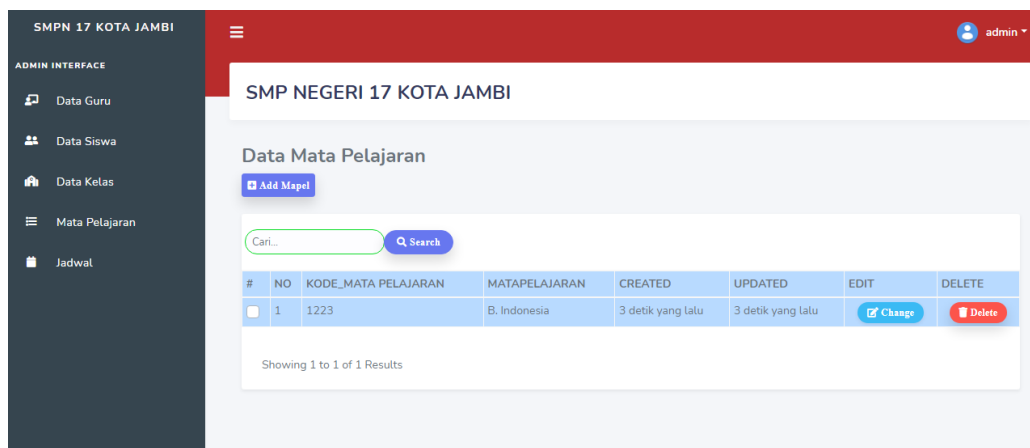 SMPN 17 KOTA JAMBI
admin
ADMIN INTERFACE
Data Guru
Data Siswa
Data Kelas
Mata Pelajaran
Jadwal
SMP NEGERI 17 KOTA JAMBI
Data Mata Pelajaran
Add Mapel
Cari... Search
# NO KODE_MATA PELAJARAN MATAPELAJARAN CREATED UPDATED EDIT DELETE
1 1223 B. Indonesia 3 detik yang lalu 3 detik yang lalu Change Delete
Showing 1 to 1 of 1 Results